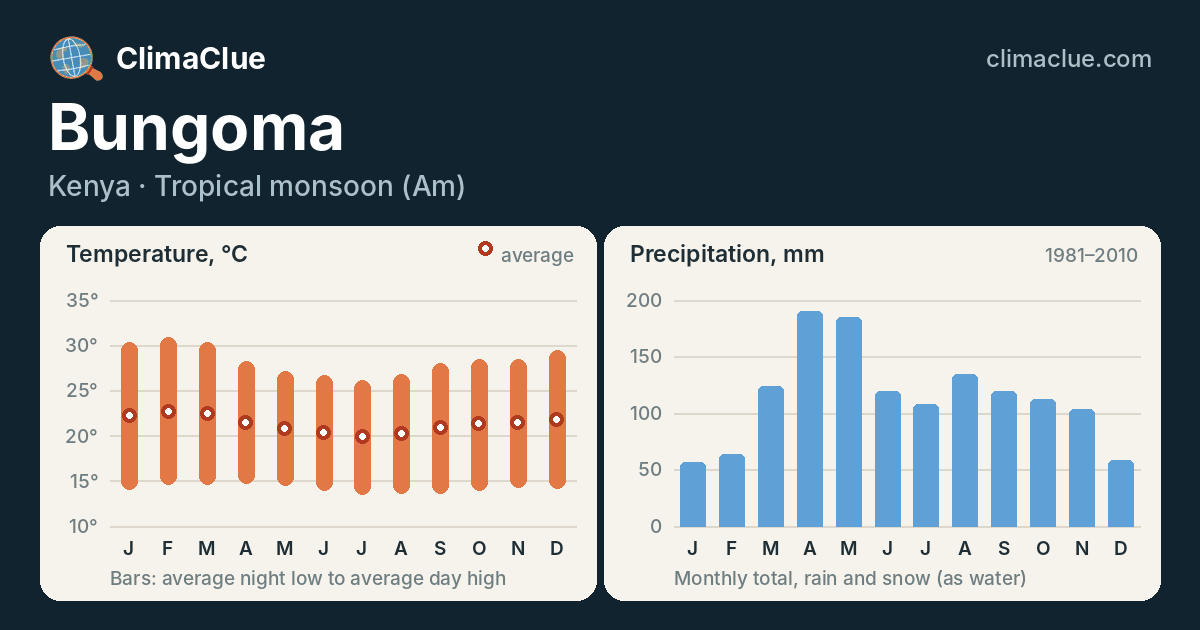 ClimaClue
climaclue.com
Bungoma
Kenya · Tropical monsoon (Am)
Temperature, °C
average
35°
30°
25°
20°
15°
10°
J F M A M J J A S O N D
Bars: average night low to average day high
Precipitation, mm
1981–2010
200
150
100
50
0
J F M A M J J A S O N D
Monthly total, rain and snow (as water)